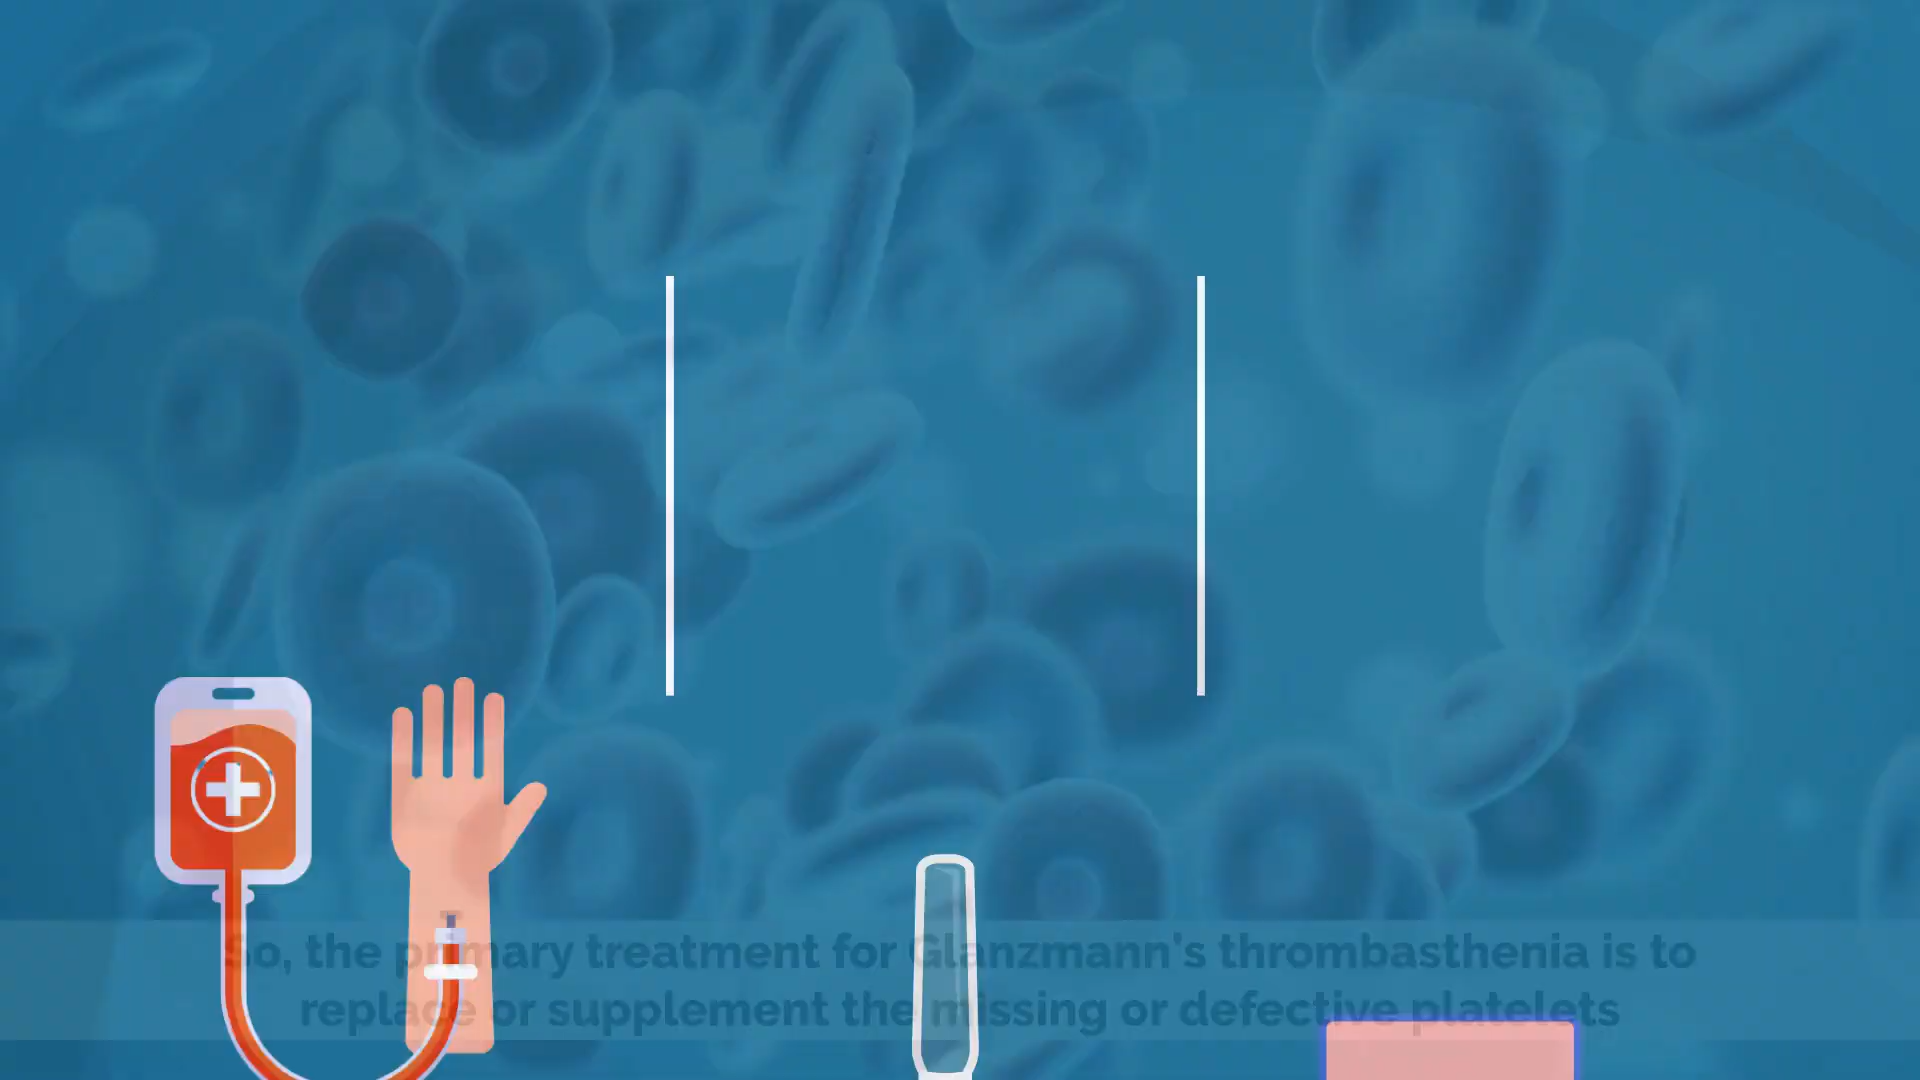 So, the primary treatment for Glanzmann's thrombasthenia is to
replace or supplement the missing or defective platelets